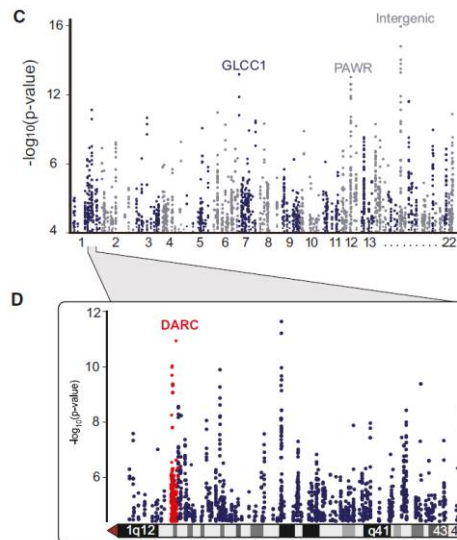 C
16
Intergenic
GLCC1
PAWR
12
-log10(p-value)
6
4
1 2 3 4 5 6 7 8 9 10 11 12 13 ........ 22
D
12
DARC
10
-log10(p-value)
8
6
1q12 q41 43 4